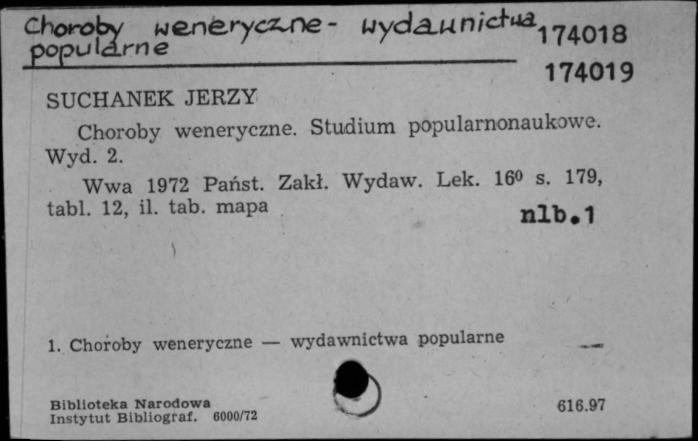 Choroby weneryczne - wydawnictwa 174018
popularne
174019
SUCHANEK JERZY
Choroby weneryczne. Studium popularnonaukowe.
Wyd. 2.
Wwa 1972 Państ. Zakł. Wydaw. Lek. 16⁰ s. 179,
tabl. 12, il. tab. mapa
nlb.1
1. Choroby weneryczne — wydawnictwa popularne
Biblioteka Narodowa
Instytut Bibliograf. 6000/72
616.97